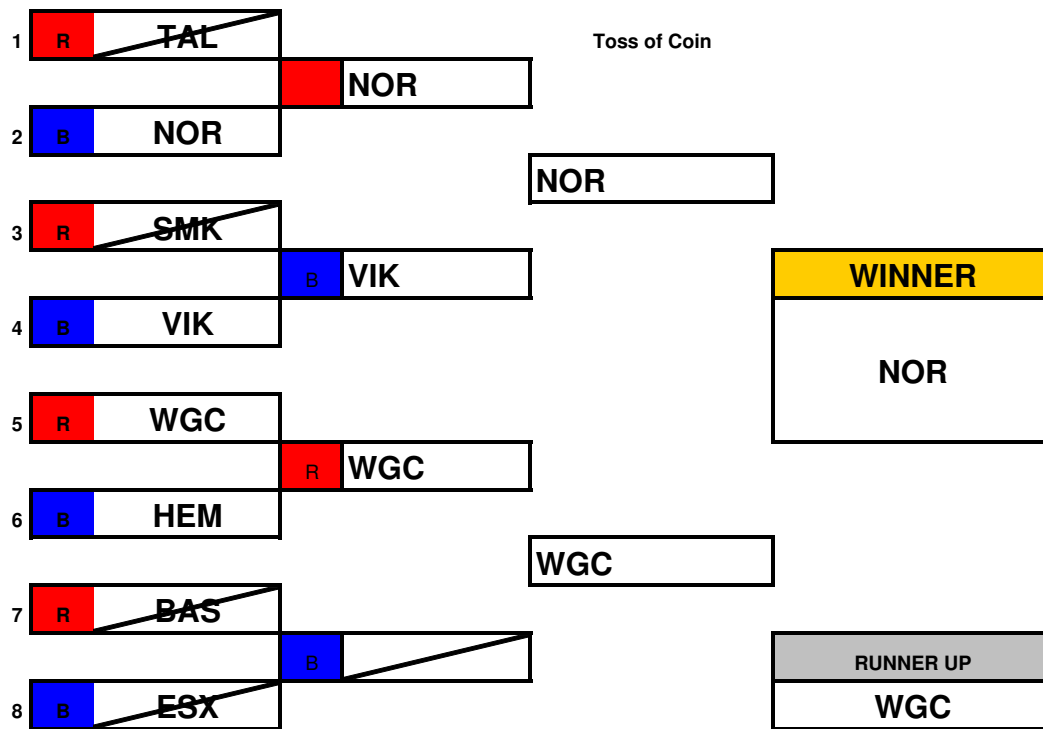 1 R TAL Toss of Coin
NOR
2 B NOR
NOR
3 R SMK
B VIK WINNER
4 B VIK
NOR
5 R WGC
R WGC
6 B HEM
WGC
7 R BAS
B RUNNER UP
8 B ESX WGC